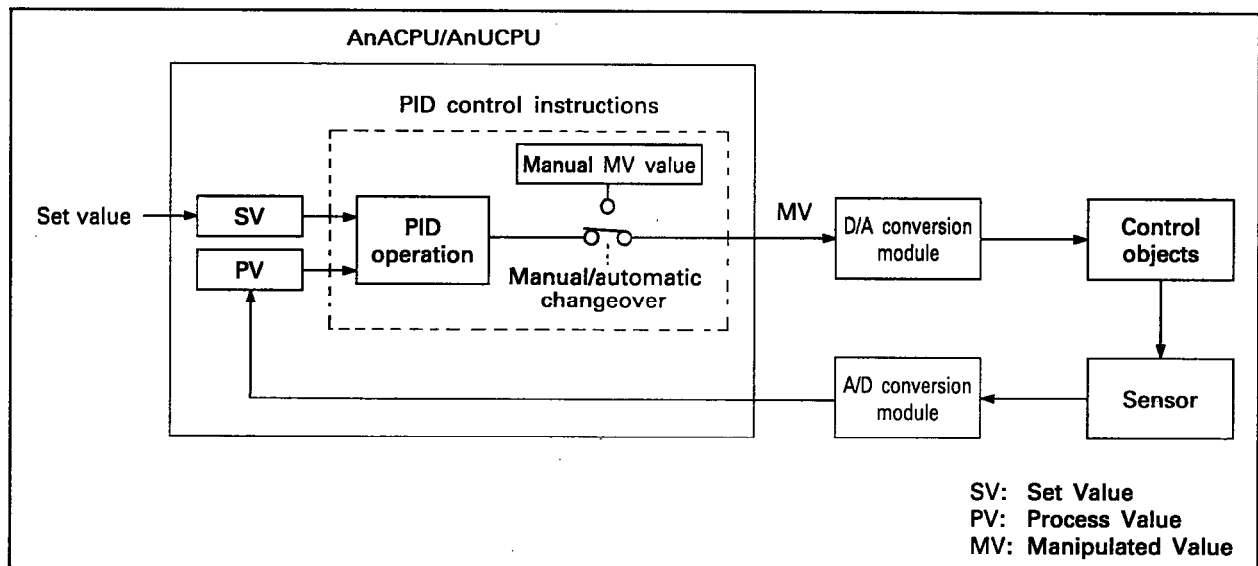 AnACPU/AnUCPU
PID control instructions
Manual MV value
Set value
SV
PV
PID
operation
Manual/automatic
changeover
MV
D/A conversion
module
Control
objects
A/D conversion
module
Sensor
SV: Set Value
PV: Process Value
MV: Manipulated Value